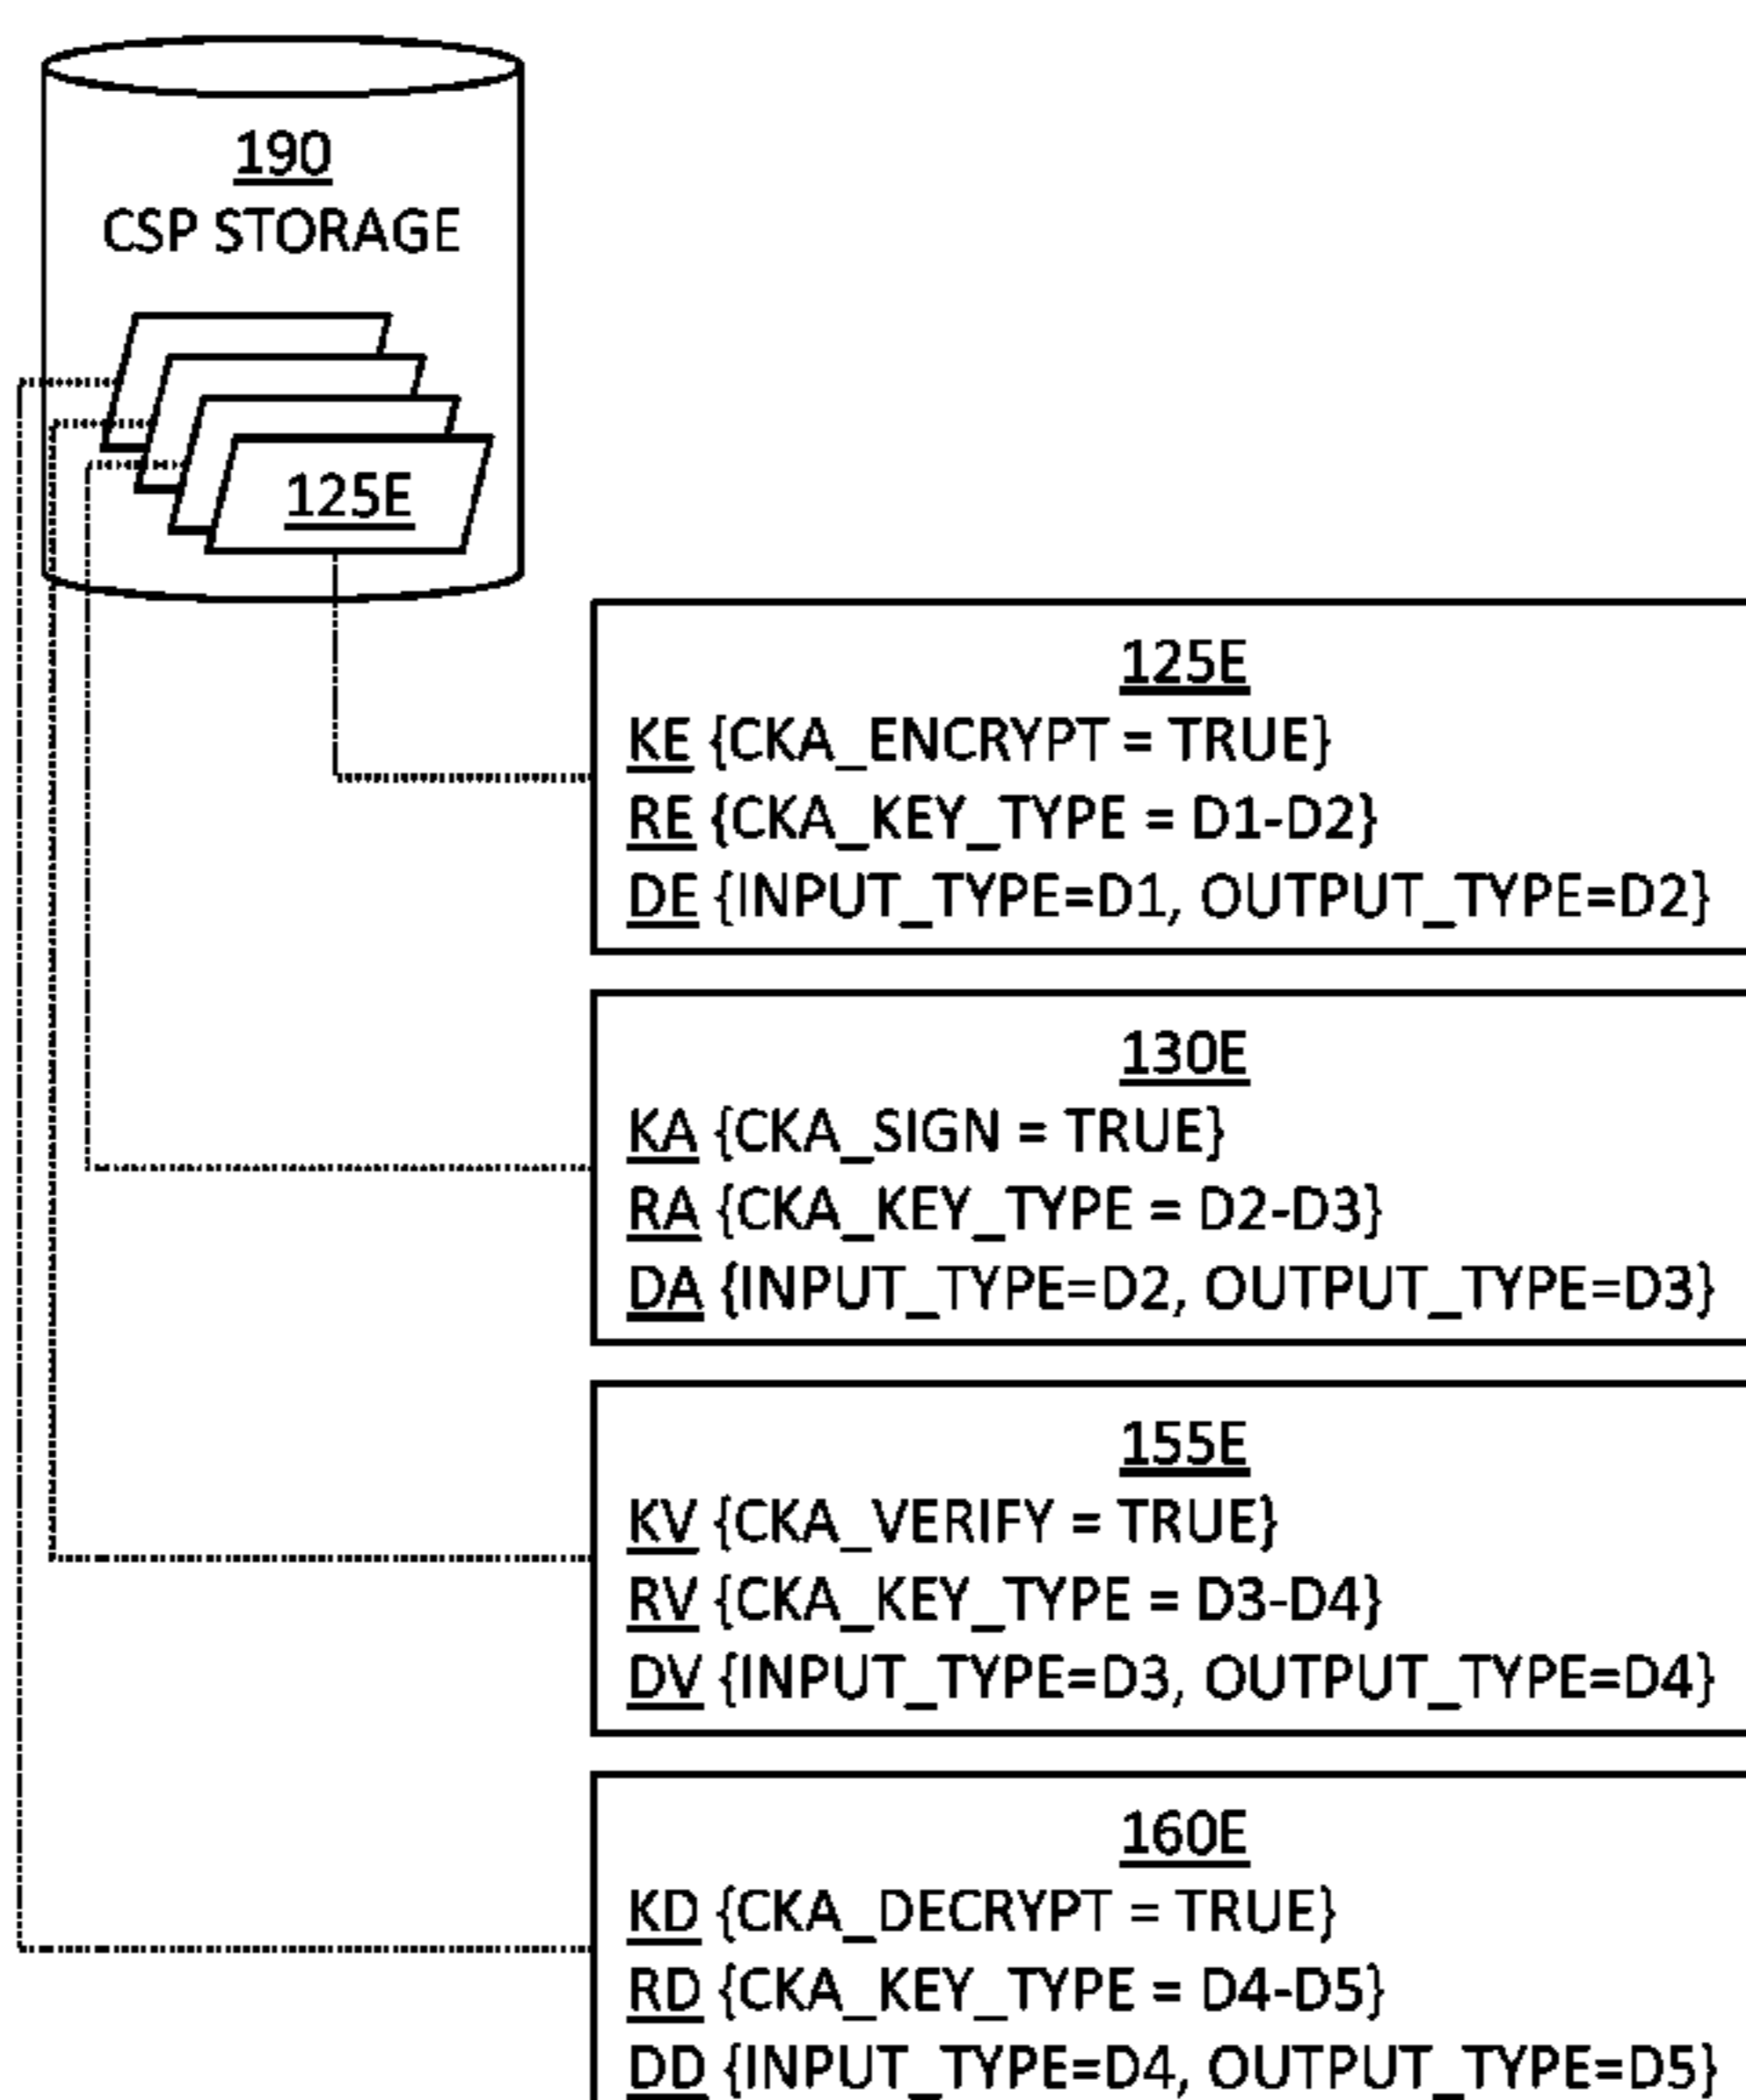 190
CSP STORAGE
125E
125E
KE {CKA_ENCRYPT = TRUE}
RE {CKA_KEY_TYPE = D1-D2}
DE {INPUT_TYPE=D1, OUTPUT_TYPE=D2}
130E
KA {CKA_SIGN = TRUE}
RA {CKA_KEY_TYPE = D2-D3}
DA {INPUT_TYPE=D2, OUTPUT_TYPE=D3}
155E
KV {CKA_VERIFY = TRUE}
RV {CKA_KEY_TYPE = D3-D4}
DV {INPUT_TYPE=D3, OUTPUT_TYPE=D4}
160E
KD {CKA_DECRYPT = TRUE}
RD {CKA_KEY_TYPE = D4-D5}
DD {INPUT_TYPE=D4, OUTPUT_TYPE=D5}